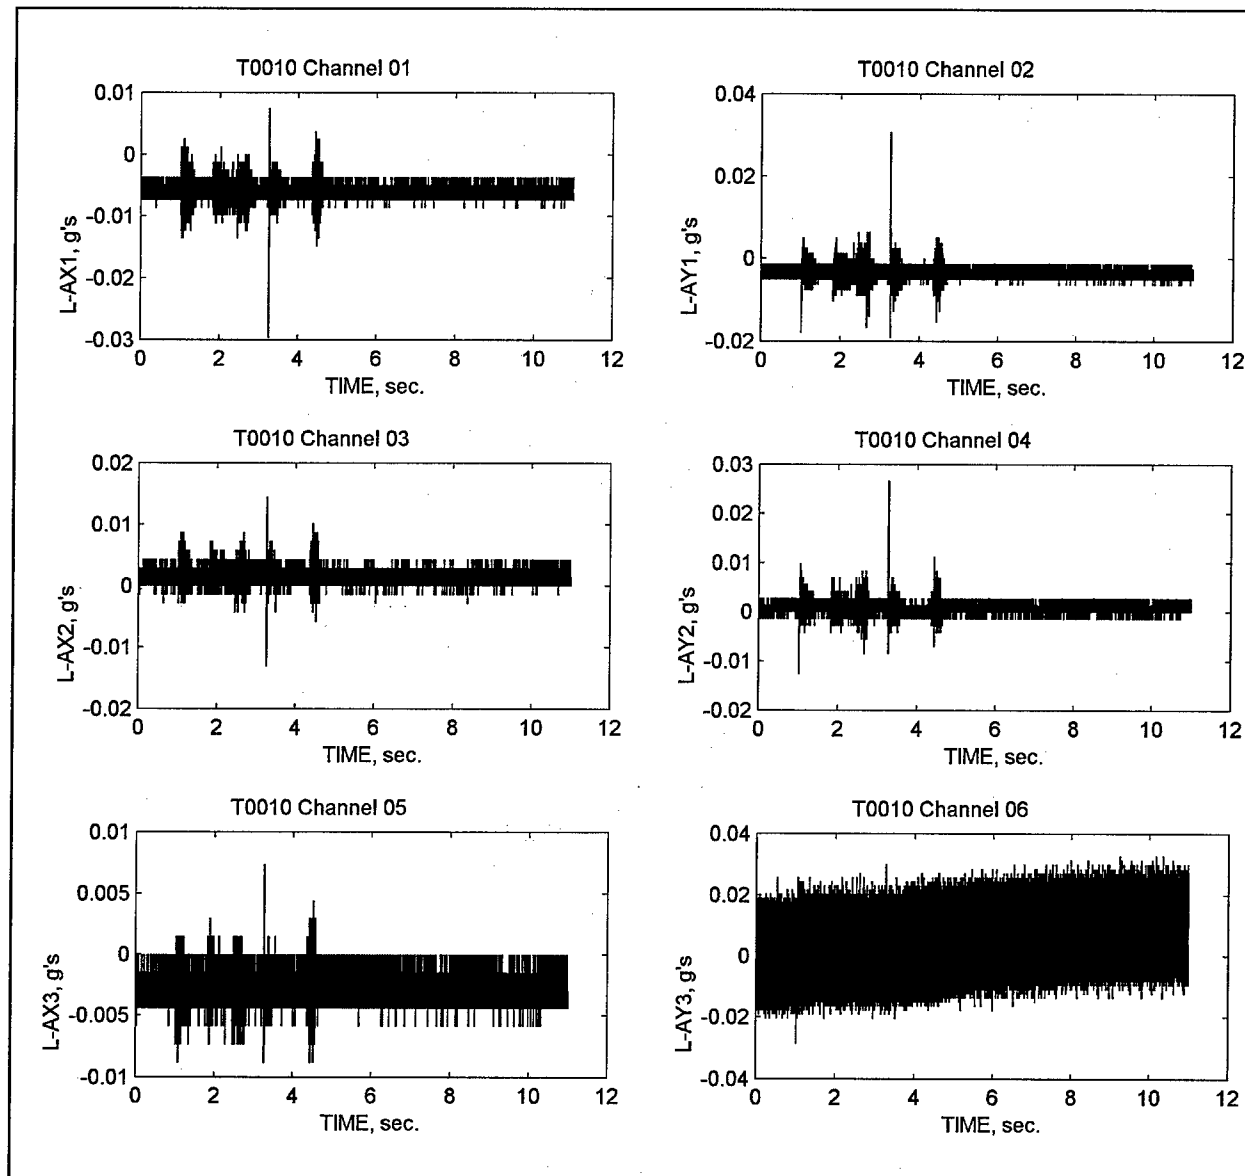 T0010 Channel 01
0.01
0
-0.01
-0.02
-0.03
L-AX1, g's
0 2 4 6 8 10 12
TIME, sec.
T0010 Channel 02
0.04
0.02
0
-0.02
L-AY1, g's
0 2 4 6 8 10 12
TIME, sec.
T0010 Channel 03
0.02
0.01
0
-0.01
-0.02
L-AX2, g's
0 2 4 6 8 10 12
TIME, sec.
T0010 Channel 04
0.03
0.02
0.01
0
-0.01
-0.02
L-AY2, g's
0 2 4 6 8 10 12
TIME, sec.
T0010 Channel 05
0.01
0.005
0
-0.005
-0.01
L-AX3, g's
0 2 4 6 8 10 12
TIME, sec.
T0010 Channel 06
0.04
0.02
0
-0.02
-0.04
L-AY3, g's
0 2 4 6 8 10 12
TIME, sec.